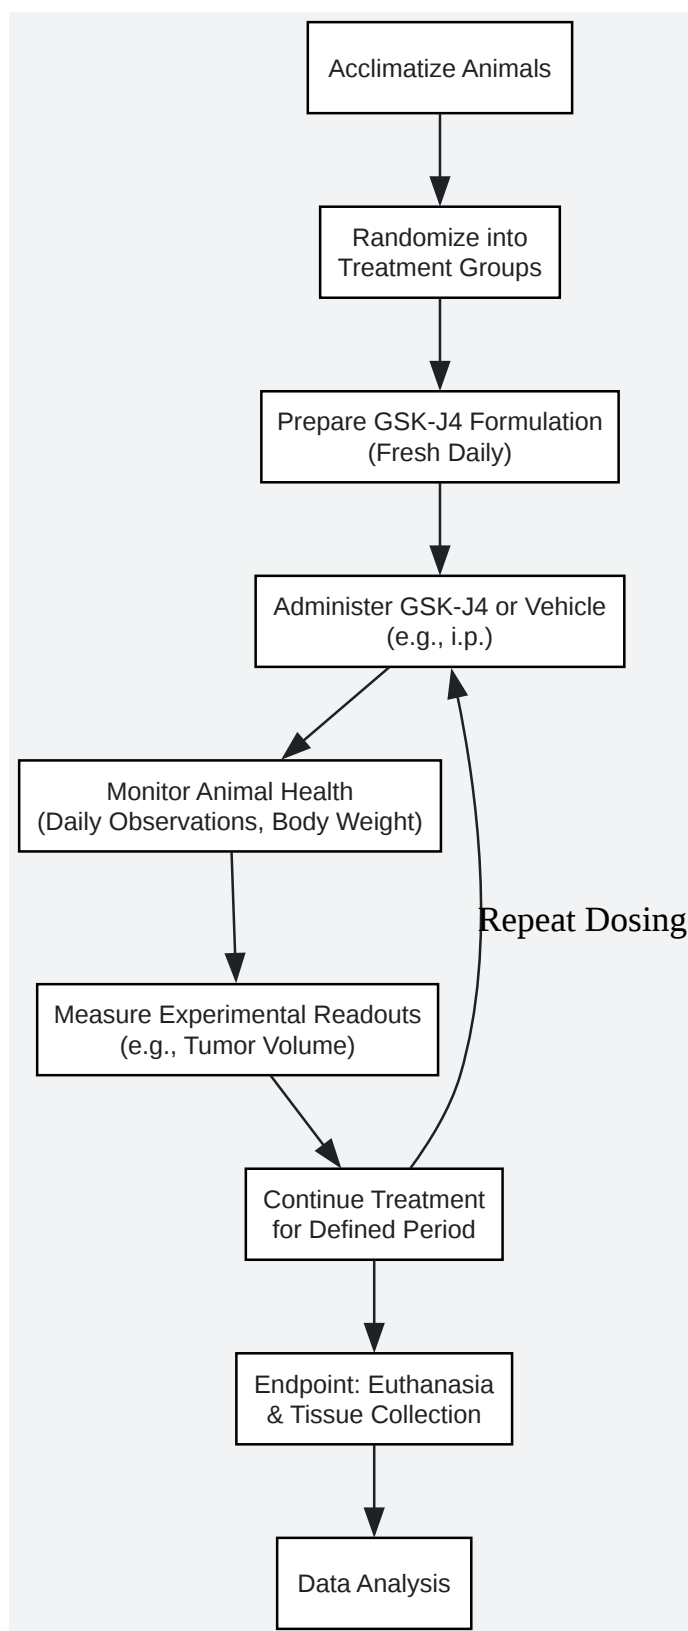 Acclimatize Animals
Randomize into
Treatment Groups
Prepare GSK-J4 Formulation
(Fresh Daily)
Administer GSK-J4 or Vehicle
(e.g., i.p.)
Monitor Animal Health
(Daily Observations, Body Weight)
Repeat Dosing
Measure Experimental Readouts
(e.g., Tumor Volume)
Continue Treatment
for Defined Period
Endpoint: Euthanasia
& Tissue Collection
Data Analysis